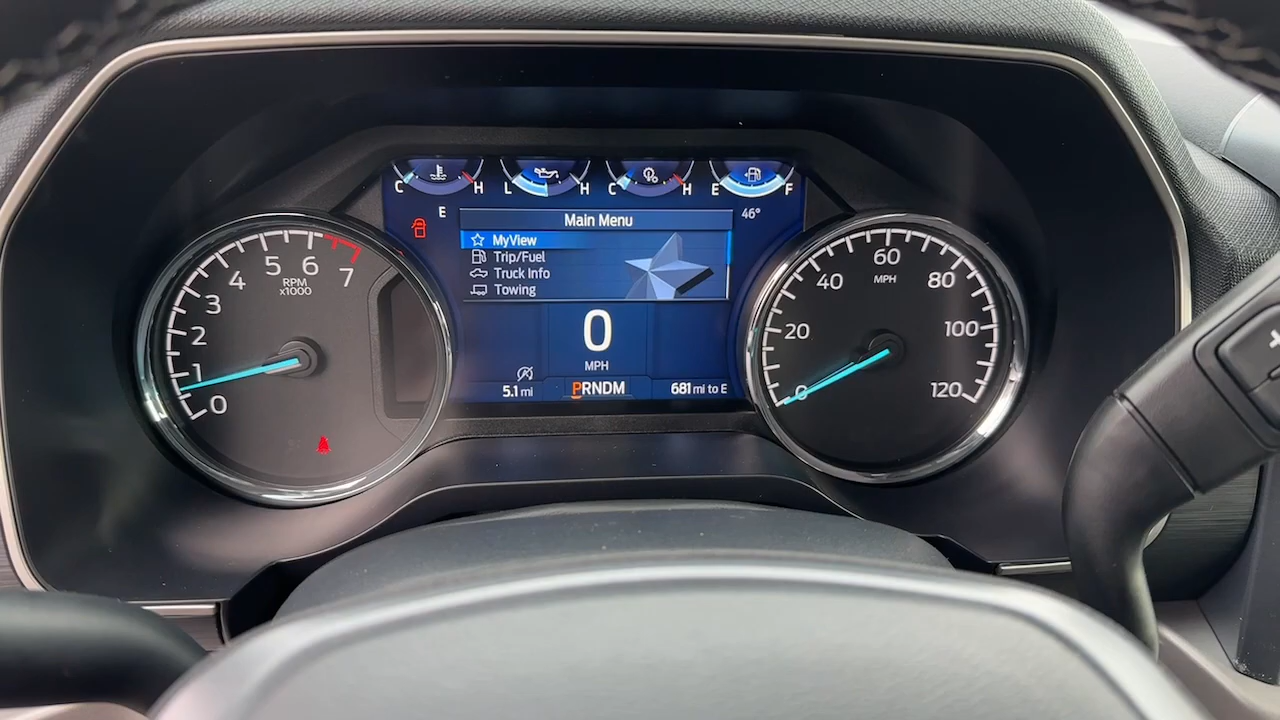 C H L H C H E F
E
Main Menu
46°
MyView
Trip/Fuel
Truck Info
Towing
0
MPH
5.1 mi
PRNDM
681 mi to E
0 1 2 3 4 5 6 7
RPM
x1000
0 20 40 60 80 100 120
MPH
+